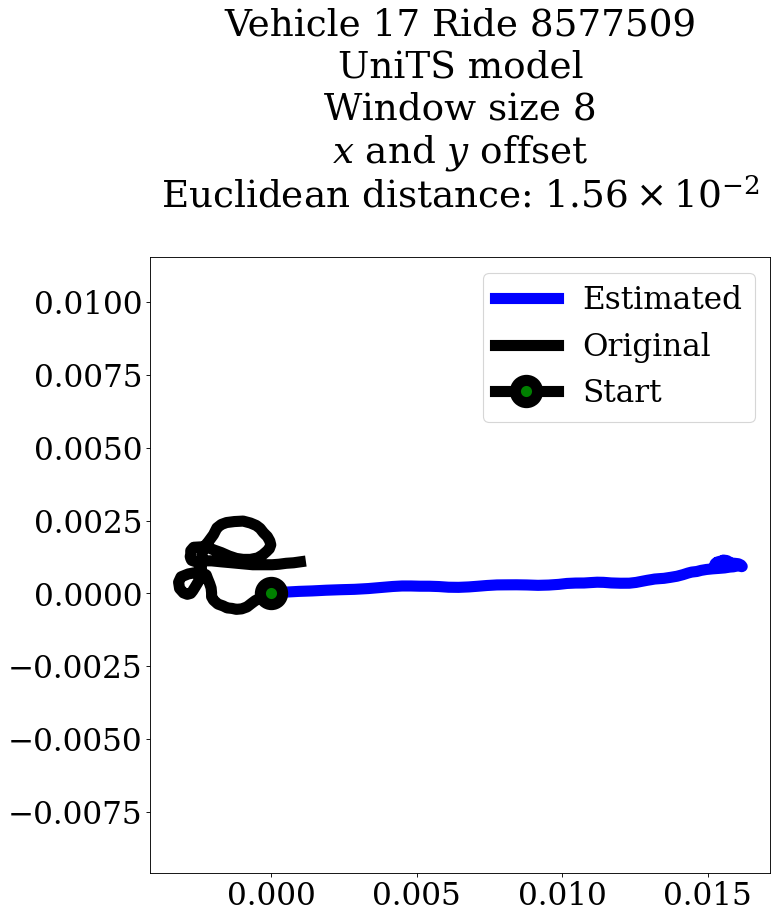 Vehicle 17 Ride 8577509
UniTS model
Window size 8
x and y offset
Euclidean distance: 1.56 × 10⁻²
Estimated
Original
Start
0.0100
0.0075
0.0050
0.0025
0.0000
−0.0025
−0.0050
−0.0075
0.000 0.005 0.010 0.015